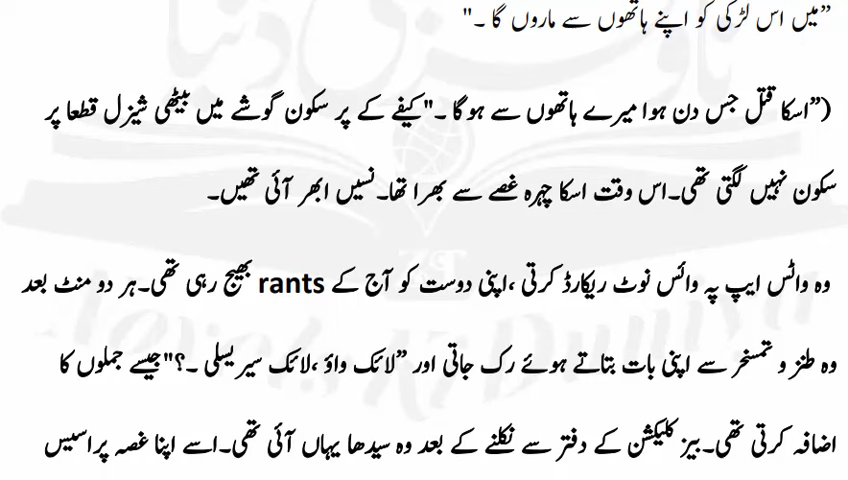 ”میں اس لڑکی کو اپنے ہاتھوں سے ماروں گا ۔"
(”اسکا قتل جس دن ہوا میرے ہاتھوں سے ہوگا ۔"کیفے کے پر سکون گوشے میں بیٹھی شیزل قطعا پر
سکون نہیں لگتی تھی۔اس وقت اسکا چہرہ غصے سے بھرا تھا۔نسیں ابھر آئی تھیں۔
وہ واٹس ایپ پہ وائس نوٹ ریکارڈ کرتی ،اپنی دوست کو آج کے rants بھیج رہی تھی۔ہر دو منٹ بعد
وہ طنز و تمسخر سے اپنی بات بتاتے ہوئے رک جاتی اور ”لائک واؤ ،لائک سیریسلی ۔؟"جیسے جملوں کا
اضافہ کرتی تھی۔بیز کلیکشن کے دفتر سے نکلنے کے بعد وہ سیدھا یہاں آئی تھی۔اسے اپنا غصہ پراسیس
Novels Ki Duniya